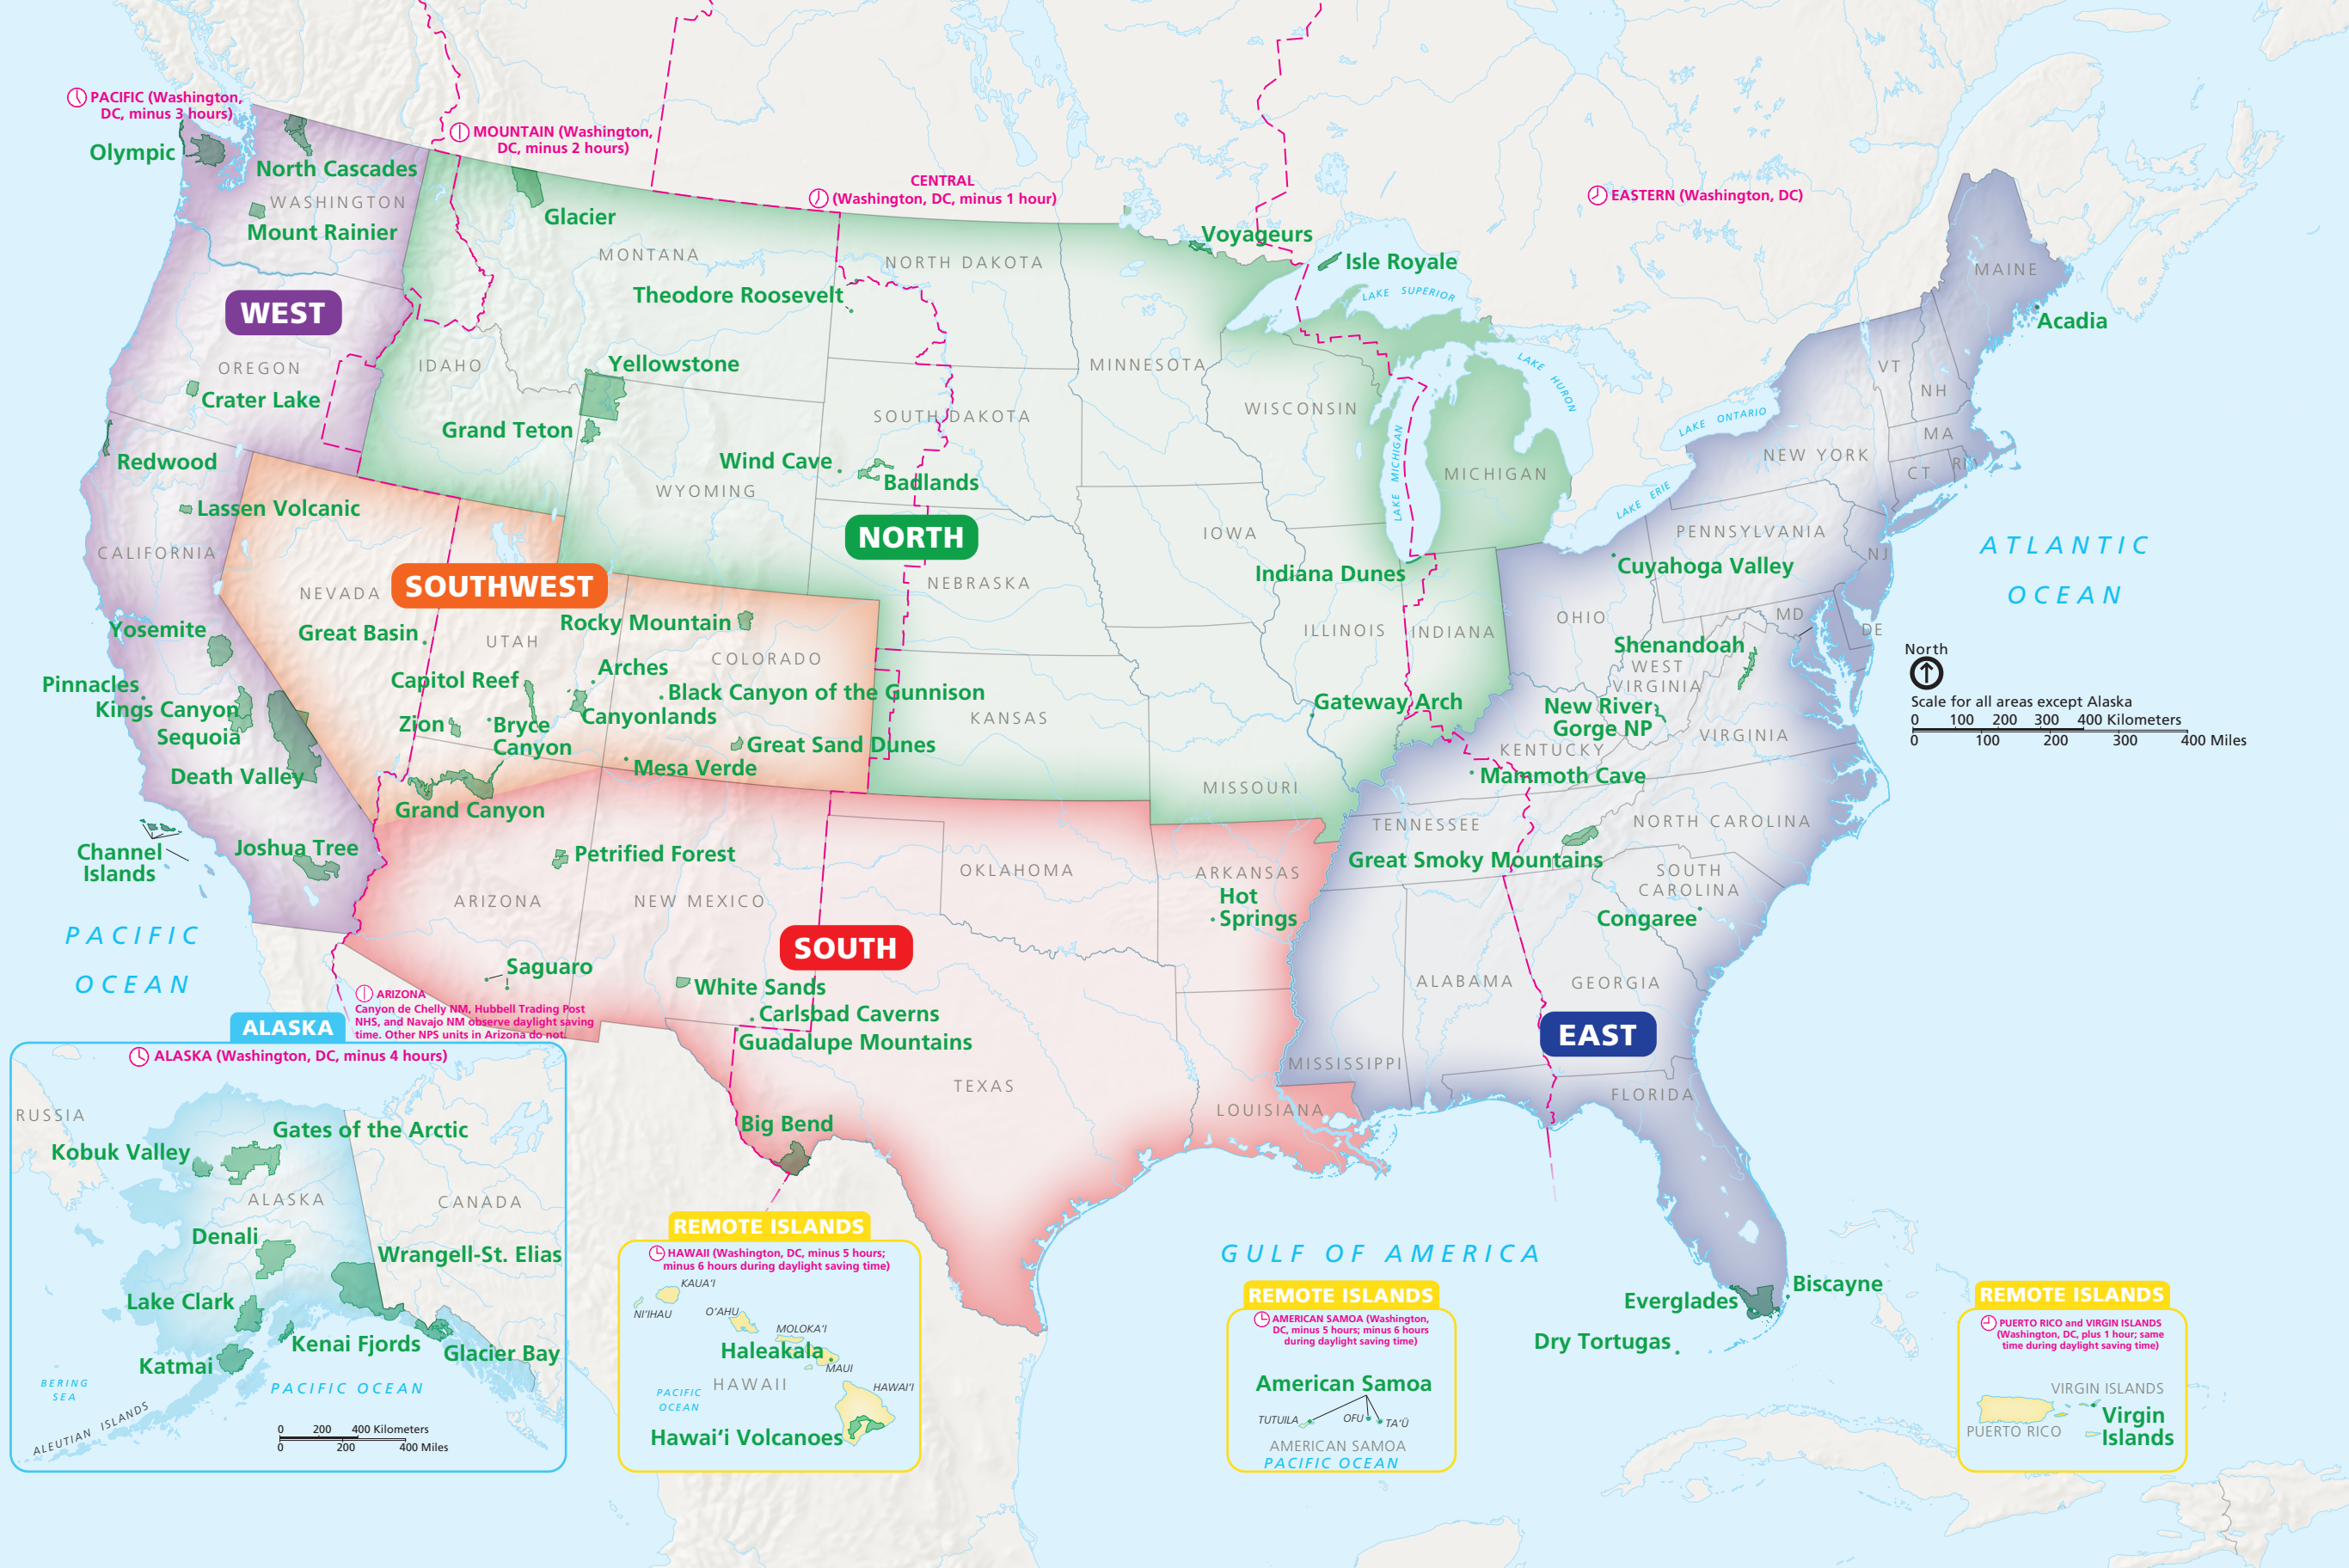 PACIFIC (Washington,
DC, minus 3 hours)
MOUNTAIN (Washington,
DC, minus 2 hours)
CENTRAL
(Washington, DC, minus 1 hour)
EASTERN (Washington, DC)
Olympic
North Cascades
WASHINGTON
Mount Rainier
Glacier
MONTANA
NORTH DAKOTA
Theodore Roosevelt
Voyageurs
Isle Royale
LAKE SUPERIOR
MAINE
Acadia
WEST
OREGON
Crater Lake
IDAHO
Yellowstone
Grand Teton
SOUTH DAKOTA
MINNESOTA
WISCONSIN
LAKE HURON
LAKE MICHIGAN
MICHIGAN
LAKE ONTARIO
LAKE ERIE
VT
NH
MA
CT
RI
NEW YORK
Redwood
Lassen Volcanic
CALIFORNIA
Wind Cave
Badlands
WYOMING
NORTH
IOWA
NEBRASKA
Indiana Dunes
PENNSYLVANIA
NJ
Cuyahoga Valley
ATLANTIC
OCEAN
NEVADA
SOUTHWEST
Great Basin
UTAH
Rocky Mountain
COLORADO
Arches
Capitol Reef
Black Canyon of the Gunnison
Canyonlands
Zion
Bryce
Canyon
Great Sand Dunes
Mesa Verde
Grand Canyon
KANSAS
ILLINOIS
INDIANA
OHIO
MD
DE
Shenandoah
WEST
VIRGINIA
Gateway Arch
New River
Gorge NP
KENTUCKY
VIRGINIA
MISSOURI
Mammoth Cave
North
Scale for all areas except Alaska
0 100 200 300 400 Kilometers
0 100 200 300 400 Miles
Yosemite
Pinnacles
Kings Canyon
Sequoia
Death Valley
Channel
Islands
Joshua Tree
PACIFIC
OCEAN
Petrified Forest
ARIZONA
NEW MEXICO
OKLAHOMA
ARKANSAS
Hot
Springs
TENNESSEE
NORTH CAROLINA
Great Smoky Mountains
SOUTH
CAROLINA
Congaree
SOUTH
Saguaro
White Sands
Carlsbad Caverns
Guadalupe Mountains
TEXAS
Big Bend
ALABAMA
GEORGIA
EAST
MISSISSIPPI
LOUISIANA
FLORIDA
ARIZONA
Canyon de Chelly NM, Hubbell Trading Post
NHS, and Navajo NM observe daylight saving
time. Other NPS units in Arizona do not.
ALASKA
ALASKA (Washington, DC, minus 4 hours)
RUSSIA
Gates of the Arctic
Kobuk Valley
ALASKA
CANADA
Denali
Wrangell-St. Elias
Lake Clark
Kenai Fjords
Glacier Bay
Katmai
BERING
SEA
PACIFIC OCEAN
ALEUTIAN ISLANDS
0 200 400 Kilometers
0 200 400 Miles
REMOTE ISLANDS
HAWAII (Washington, DC, minus 5 hours;
minus 6 hours during daylight saving time)
KAUAʻI
NIʻIHAU
OʻAHU
MOLOKAʻI
Haleakala
MAUI
HAWAII
HAWAIʻI
PACIFIC
OCEAN
Hawaiʻi Volcanoes
GULF OF AMERICA
REMOTE ISLANDS
AMERICAN SAMOA (Washington,
DC, minus 5 hours; minus 6 hours
during daylight saving time)
American Samoa
TUTUILA
OFU
TAʻŪ
AMERICAN SAMOA
PACIFIC OCEAN
Everglades
Biscayne
Dry Tortugas
REMOTE ISLANDS
PUERTO RICO and VIRGIN ISLANDS
(Washington, DC, plus 1 hour; same
time during daylight saving time)
VIRGIN ISLANDS
PUERTO RICO
Virgin
Islands